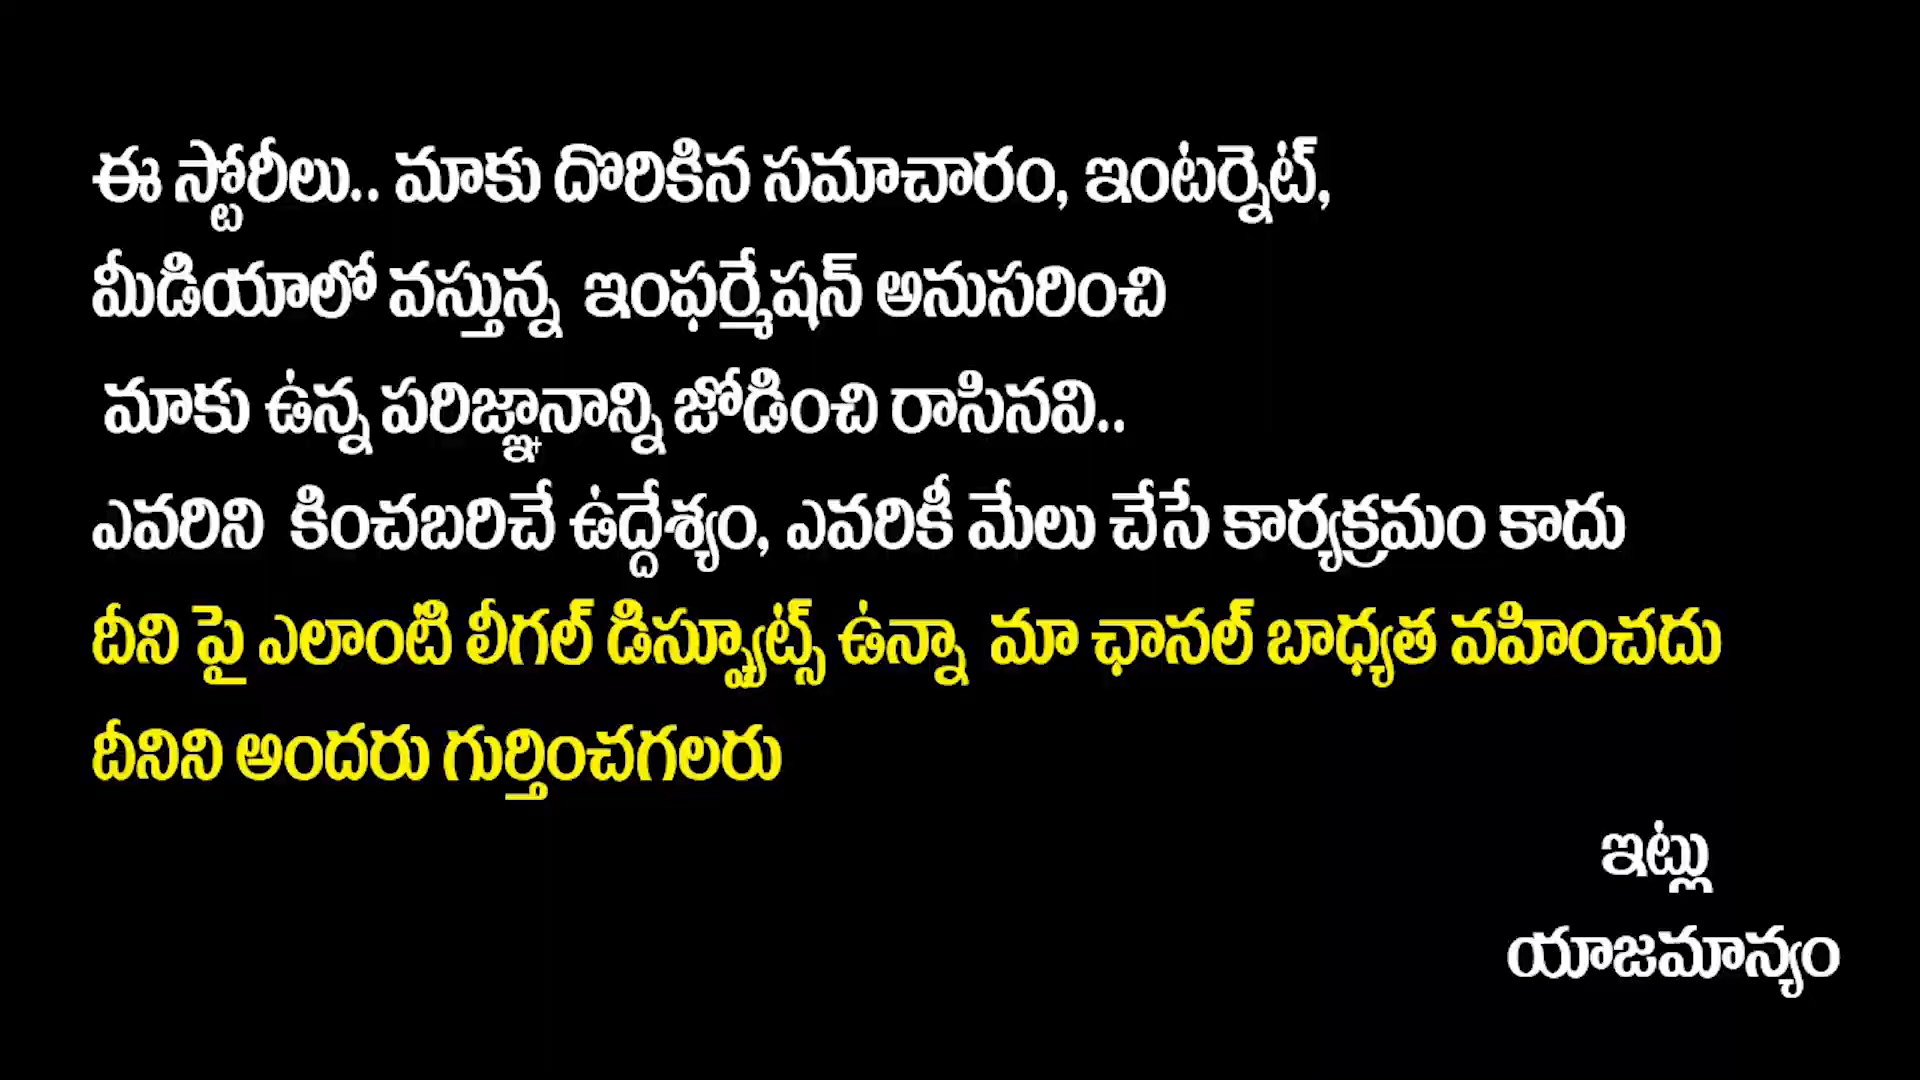 ఈ స్టోరీలు.. మాకు దొరికిన సమాచారం, ఇంటర్నెట్,
మీడియాలో వస్తున్న ఇంఫర్మేషన్ అనుసరించి
మాకు ఉన్న పరిజ్ఞానాన్ని జోడించి రాసినవి..
ఎవరిని కించబరిచే ఉద్దేశ్యం, ఎవరికీ మేలు చేసే కార్యక్రమం కాదు
దీని పై ఎలాంటి లీగల్ డిస్ప్యూట్స్ ఉన్నా మా ఛానల్ బాధ్యత వహించదు
దీనిని అందరు గుర్తించగలరు
ఇట్లు
యాజమాన్యం